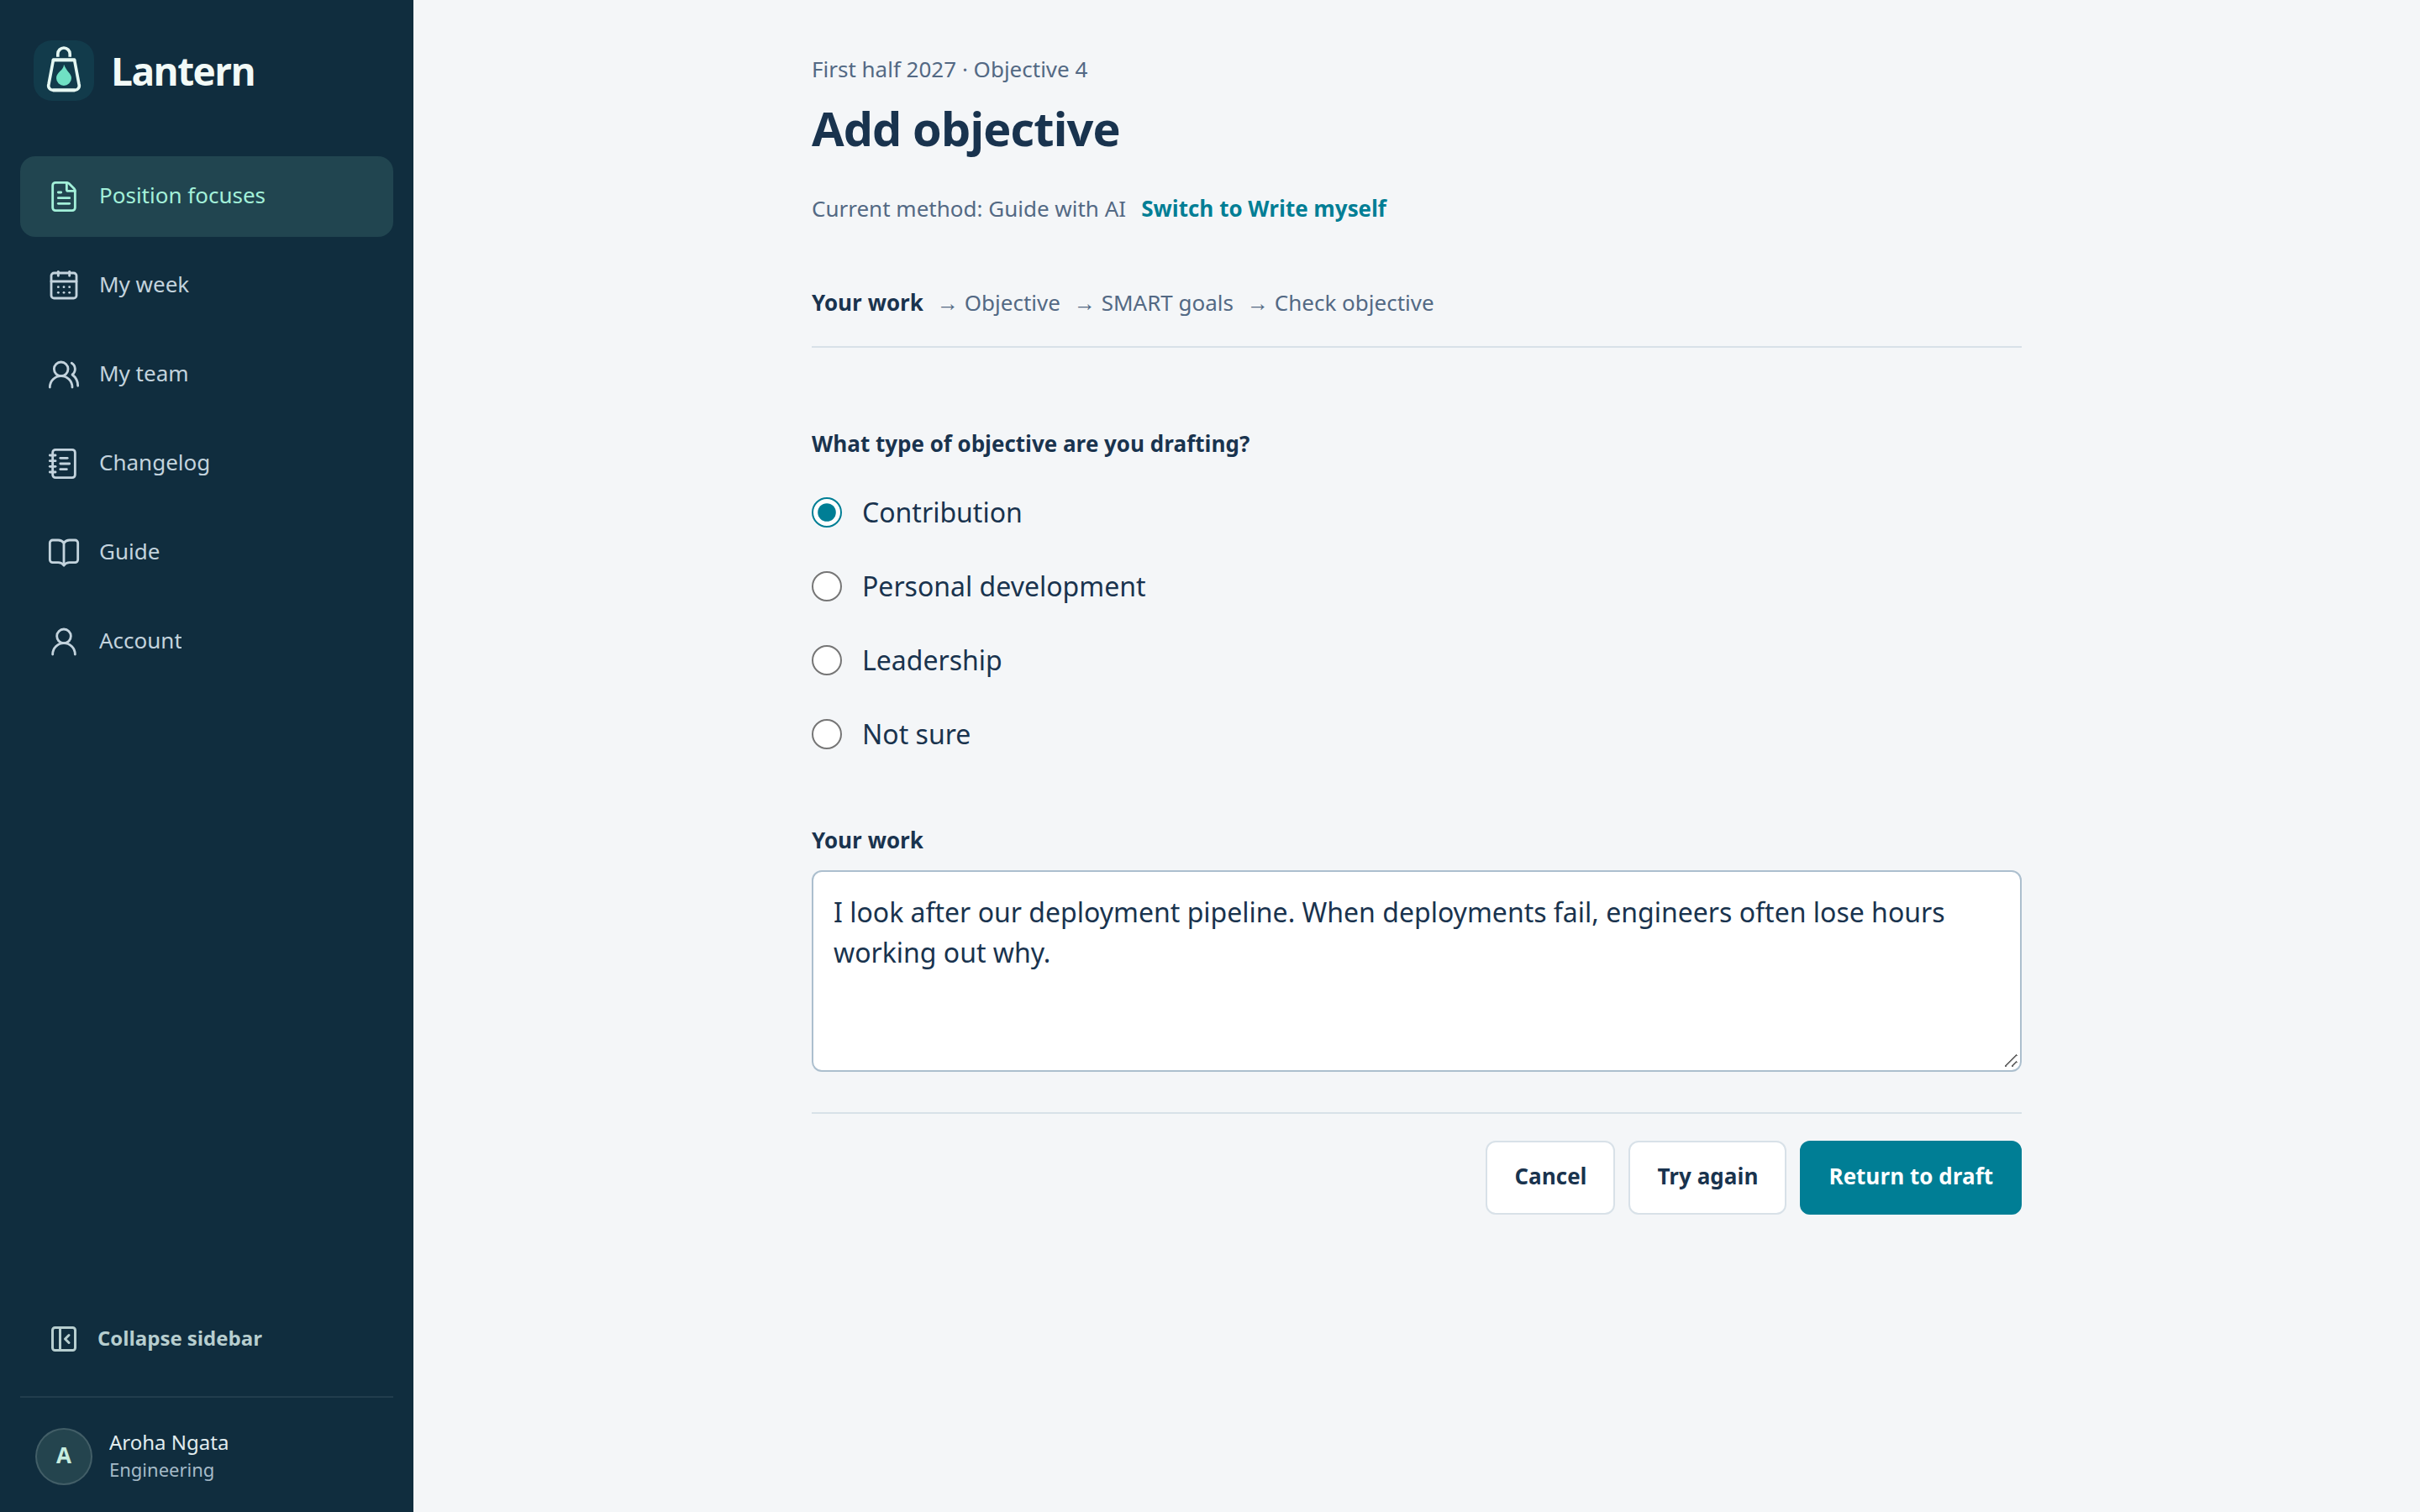 Lantern
Position focuses
My week
My team
Changelog
Guide
Account
Collapse sidebar
A
Aroha Ngata
Engineering
First half 2027 · Objective 4
Add objective
Current method: Guide with AI Switch to Write myself
Your work → Objective → SMART goals → Check objective
What type of objective are you drafting?
Contribution
Personal development
Leadership
Not sure
Your work
I look after our deployment pipeline. When deployments fail, engineers often lose hours
working out why.
Cancel Try again Return to draft